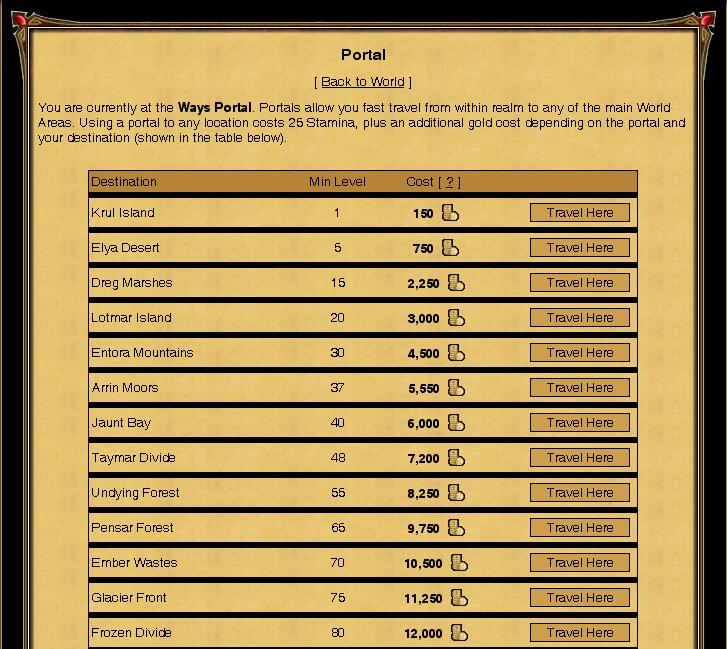 Portal
[ Back to World ]
You are currently at the Ways Portal. Portals allow you fast travel from within realm to any of the main World
Areas. Using a portal to any location costs 25 Stamina, plus an additional gold cost depending on the portal and
your destination (shown in the table below).
Destination Min Level Cost [ ? ]
Krul Island 1 150 Travel Here
Elya Desert 5 750 Travel Here
Dreg Marshes 15 2,250 Travel Here
Lotmar Island 20 3,000 Travel Here
Entora Mountains 30 4,500 Travel Here
Arrin Moors 37 5,550 Travel Here
Jaunt Bay 40 6,000 Travel Here
Taymar Divide 48 7,200 Travel Here
Undying Forest 55 8,250 Travel Here
Pensar Forest 65 9,750 Travel Here
Ember Wastes 70 10,500 Travel Here
Glacier Front 75 11,250 Travel Here
Frozen Divide 80 12,000 Travel Here